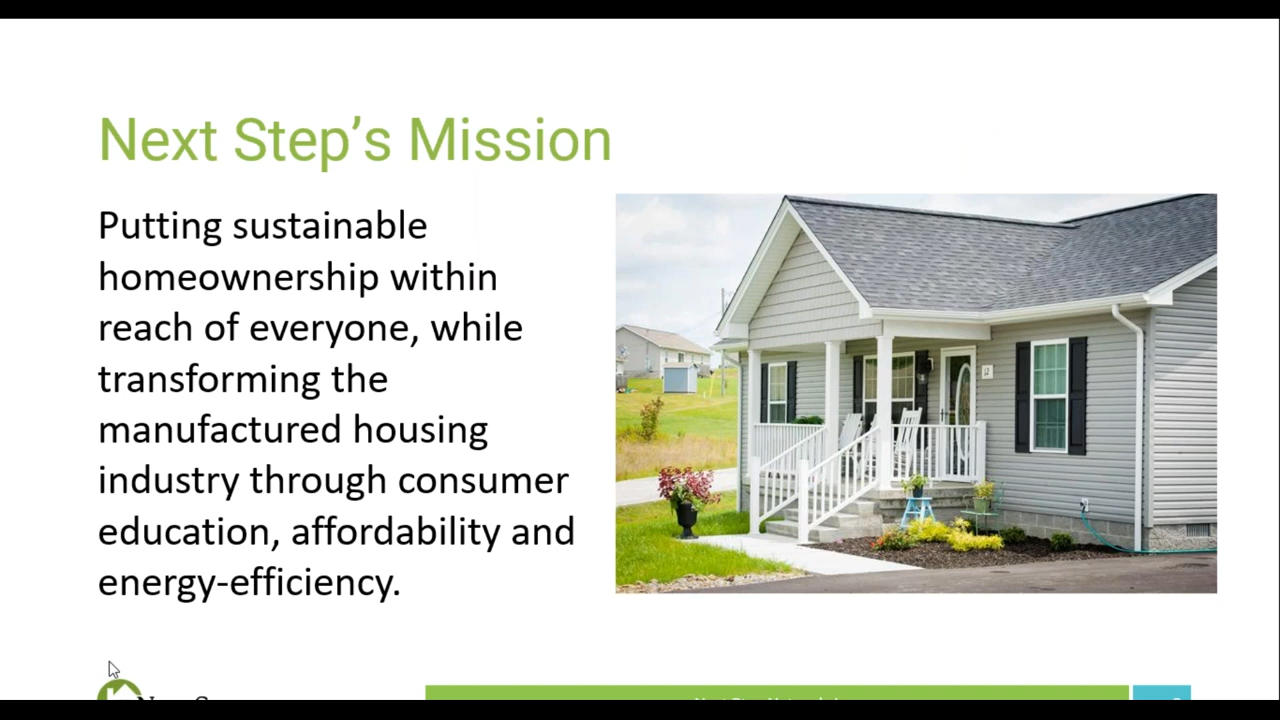 Next Step’s Mission
Putting sustainable
homeownership within
reach of everyone, while
transforming the
manufactured housing
industry through consumer
education, affordability and
energy-efficiency.